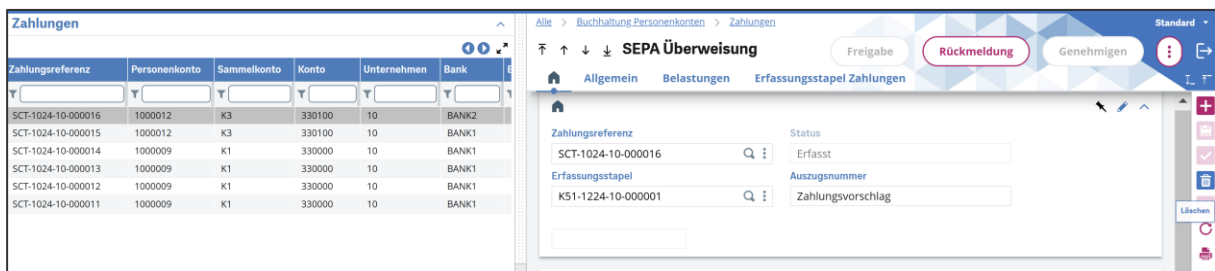 Zahlungen
Zahlungsreferenz Personenkonto Sammelkonto Konto Unternehmen Bank
SCT-1024-10-000016 1000012 K3 330100 10 BANK2
SCT-1024-10-000015 1000012 K3 330100 10 BANK1
SCT-1024-10-000014 1000009 K1 330000 10 BANK1
SCT-1024-10-000013 1000009 K1 330000 10 BANK1
SCT-1024-10-000012 1000009 K1 330000 10 BANK1
SCT-1024-10-000011 1000009 K1 330000 10 BANK1
Alle > Buchhaltung Personenkonten > Zahlungen
Standard
SEPA Überweisung
Freigabe Rückmeldung Genehmigen
Allgemein Belastungen Erfassungsstapel Zahlungen
Zahlungsreferenz Status
SCT-1024-10-000016 Erfasst
Erfassungsstapel Auszugsnummer
K51-1224-10-000001 Zahlungsvorschlag
Löschen